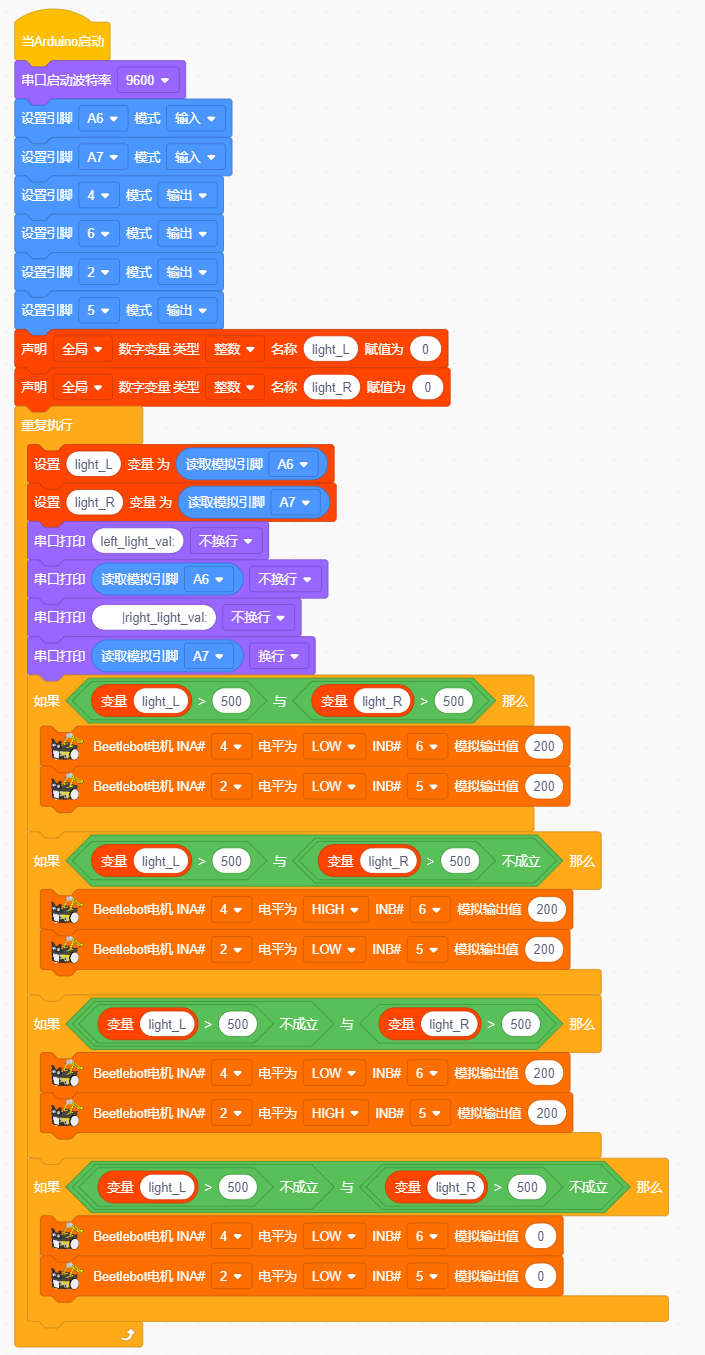 当Arduino启动
串口启动波特率 9600
设置引脚 A6 模式 输入
设置引脚 A7 模式 输入
设置引脚 4 模式 输出
设置引脚 6 模式 输出
设置引脚 2 模式 输出
设置引脚 5 模式 输出
声明 全局 数字变量 类型 整数 名称 light_L 赋值为 0
声明 全局 数字变量 类型 整数 名称 light_R 赋值为 0
重复执行
设置 light_L 变量 为 读取模拟引脚 A6
设置 light_R 变量 为 读取模拟引脚 A7
串口打印 left_light_val: 不换行
串口打印 读取模拟引脚 A6 不换行
串口打印 |right_light_val: 不换行
串口打印 读取模拟引脚 A7 换行
如果 变量 light_L > 500 与 变量 light_R > 500 那么
Beetlebot电机 INA# 4 电平为 LOW INB# 6 模拟输出值 200
Beetlebot电机 INA# 2 电平为 LOW INB# 5 模拟输出值 200
如果 变量 light_L > 500 与 变量 light_R > 500 不成立 那么
Beetlebot电机 INA# 4 电平为 HIGH INB# 6 模拟输出值 200
Beetlebot电机 INA# 2 电平为 LOW INB# 5 模拟输出值 200
如果 变量 light_L > 500 不成立 与 变量 light_R > 500 那么
Beetlebot电机 INA# 4 电平为 LOW INB# 6 模拟输出值 200
Beetlebot电机 INA# 2 电平为 HIGH INB# 5 模拟输出值 200
如果 变量 light_L > 500 不成立 与 变量 light_R > 500 不成立 那么
Beetlebot电机 INA# 4 电平为 LOW INB# 6 模拟输出值 0
Beetlebot电机 INA# 2 电平为 LOW INB# 5 模拟输出值 0